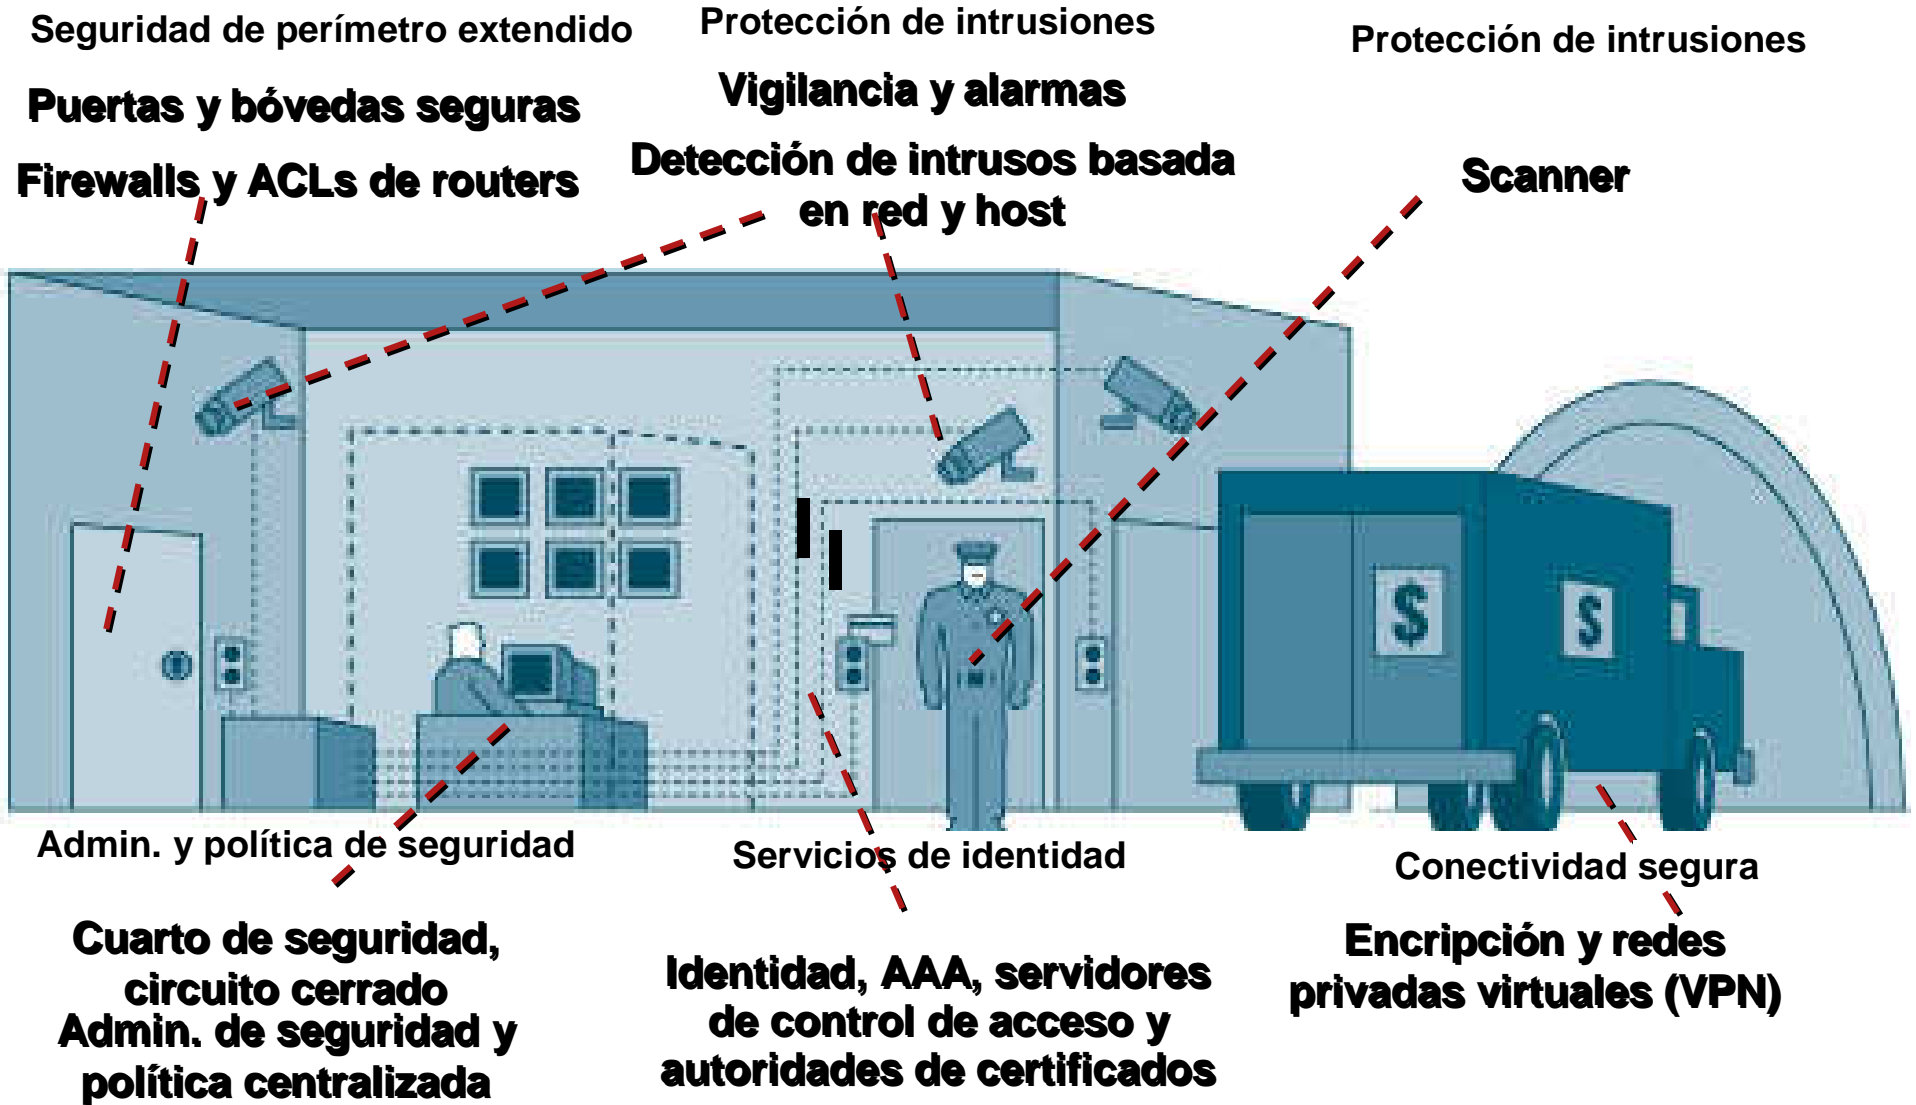 Seguridad de perímetro extendido
Puertas y bóvedas seguras
Firewalls y ACLs de routers
Protección de intrusiones
Vigilancia y alarmas
Detección de intrusos basada
en red y host
Protección de intrusiones
Scanner
$
$
Admin. y política de seguridad
Cuarto de seguridad,
circuito cerrado
Admin. de seguridad y
política centralizada
Servicios de identidad
Identidad, AAA, servidores
de control de acceso y
autoridades de certificados
Conectividad segura
Encripción y redes
privadas virtuales (VPN)